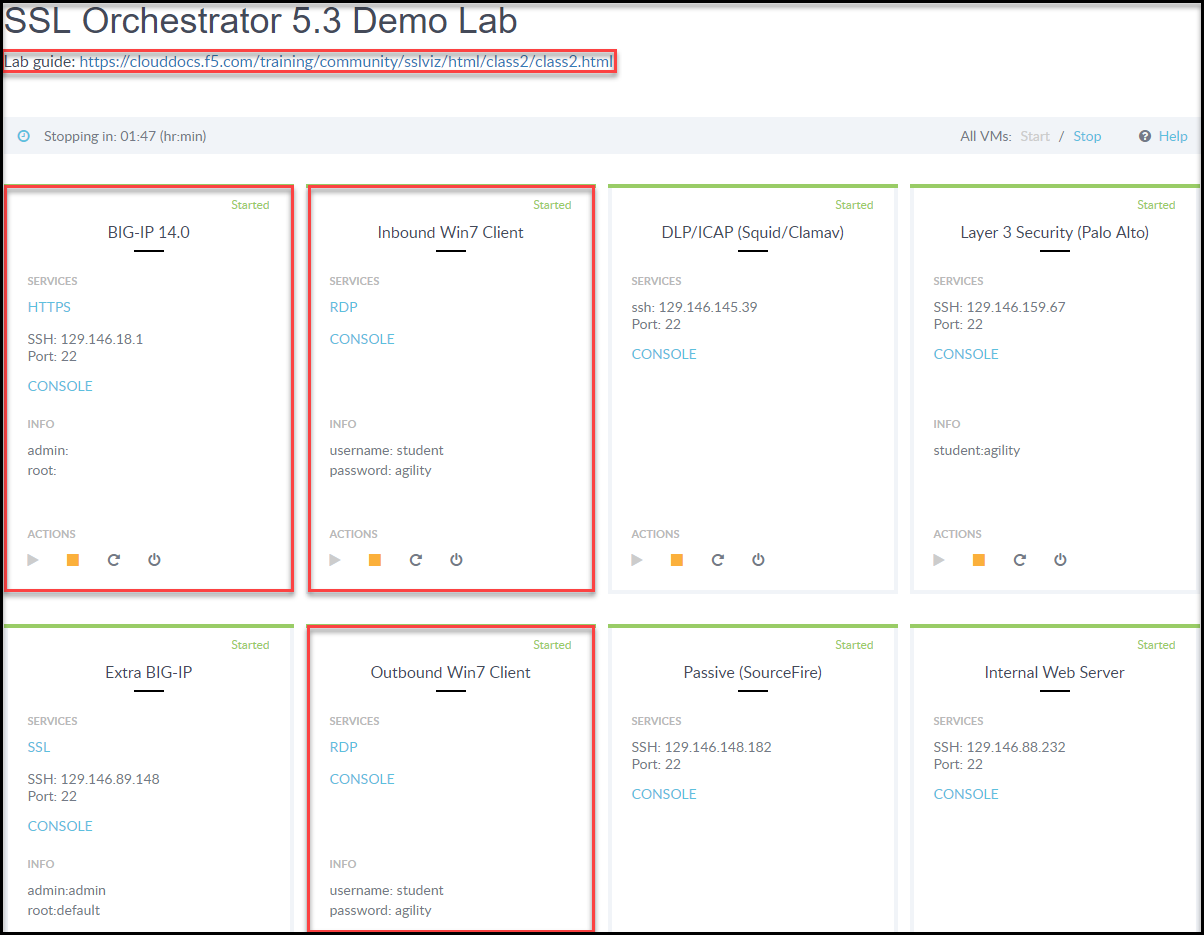 SSL Orchestrator 5.3 Demo Lab
Lab guide: https://clouddocs.f5.com/training/community/sslviz/html/class2/class2.html
Stopping in: 01:47 (hr:min)
All VMs: Start / Stop Help
Started
BIG-IP 14.0
SERVICES
HTTPS
SSH: 129.146.18.1
Port: 22
CONSOLE
INFO
admin:
root:
ACTIONS
Started
Inbound Win7 Client
SERVICES
RDP
CONSOLE
INFO
username: student
password: agility
ACTIONS
Started
DLP/ICAP (Squid/Clamav)
SERVICES
ssh: 129.146.145.39
Port: 22
CONSOLE
ACTIONS
Started
Layer 3 Security (Palo Alto)
SERVICES
SSH: 129.146.159.67
Port: 22
CONSOLE
INFO
student:agility
ACTIONS
Started
Extra BIG-IP
SERVICES
SSL
SSH: 129.146.89.148
Port: 22
CONSOLE
INFO
admin:admin
root:default
Started
Outbound Win7 Client
SERVICES
RDP
CONSOLE
INFO
username: student
password: agility
Started
Passive (SourceFire)
SERVICES
SSH: 129.146.148.182
Port: 22
CONSOLE
Started
Internal Web Server
SERVICES
SSH: 129.146.88.232
Port: 22
CONSOLE